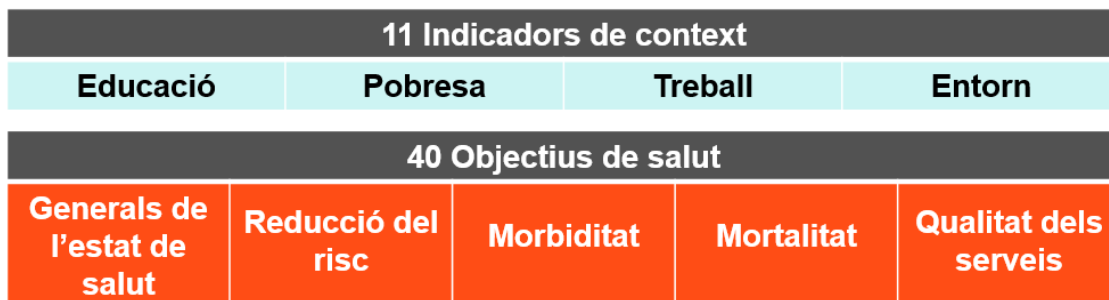 11 Indicadors de context
Educació
Pobresa
Treball
Entorn
40 Objectius de salut
Generals de
l’estat de
salut
Reducció del
risc
Morbiditat
Mortalitat
Qualitat dels
serveis